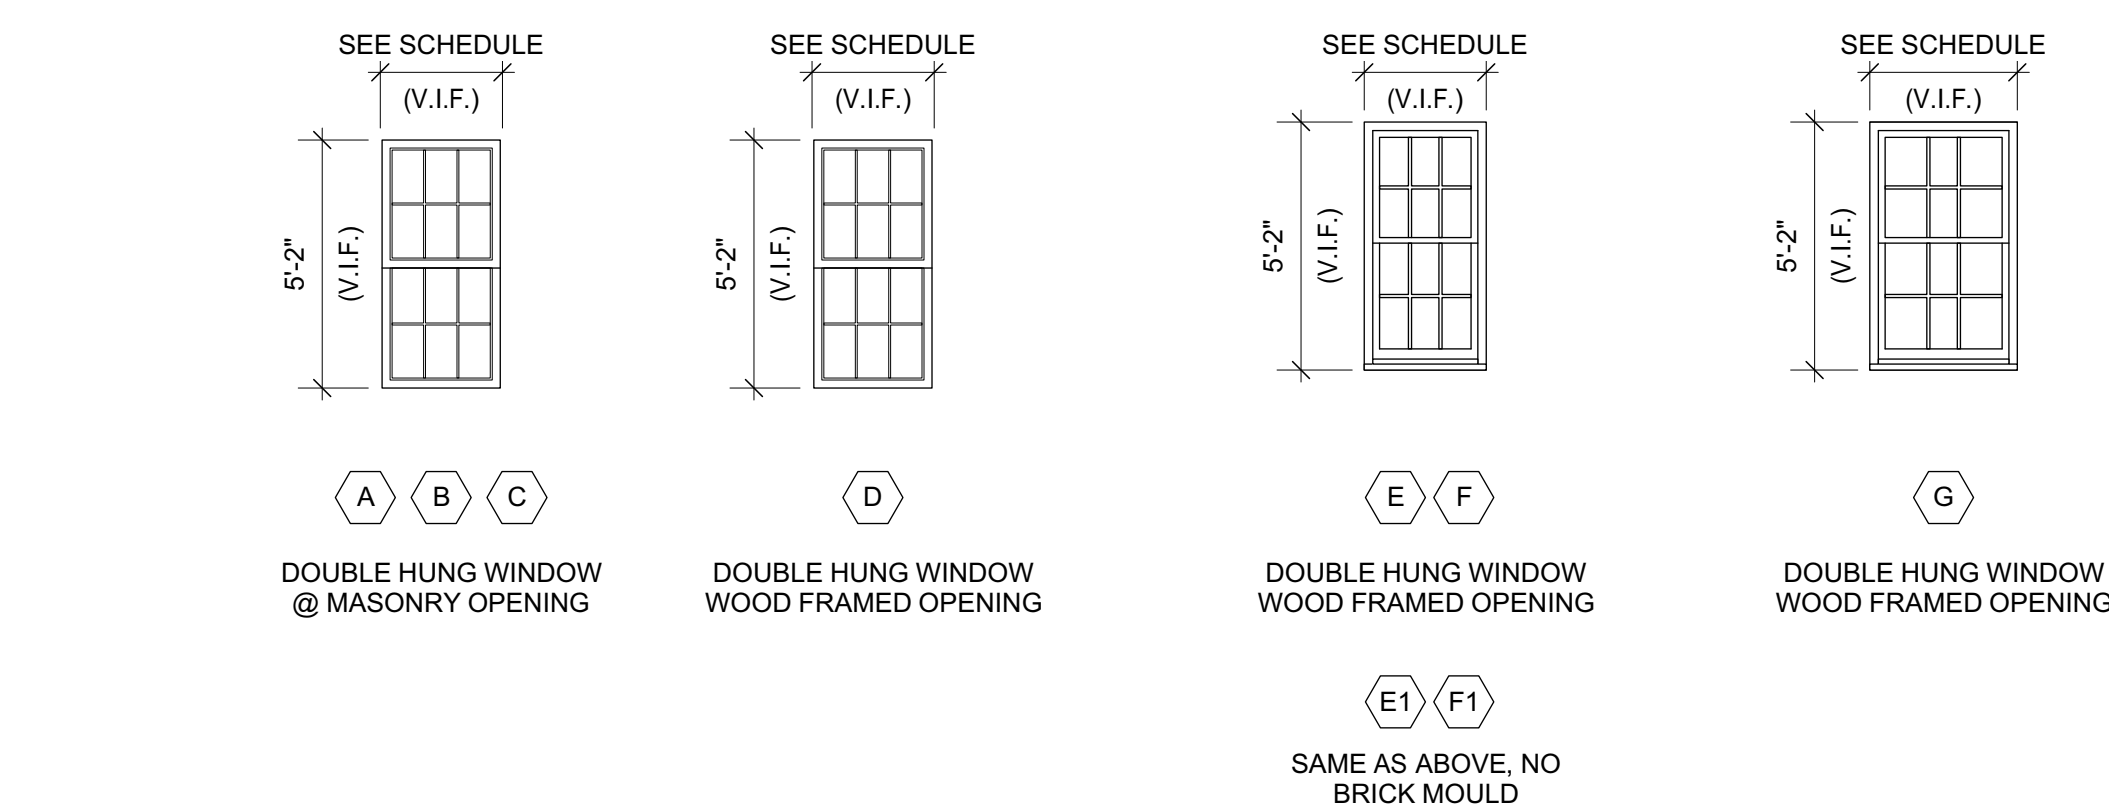 SEE SCHEDULE
(V.I.F.)
5'-2"
(V.I.F.)
A B C
DOUBLE HUNG WINDOW
@ MASONRY OPENING
SEE SCHEDULE
(V.I.F.)
5'-2"
(V.I.F.)
D
DOUBLE HUNG WINDOW
WOOD FRAMED OPENING
SEE SCHEDULE
(V.I.F.)
5'-2"
(V.I.F.)
E F
DOUBLE HUNG WINDOW
WOOD FRAMED OPENING
E1 F1
SAME AS ABOVE, NO
BRICK MOULD
SEE SCHEDULE
(V.I.F.)
5'-2"
(V.I.F.)
G
DOUBLE HUNG WINDOW
WOOD FRAMED OPENING